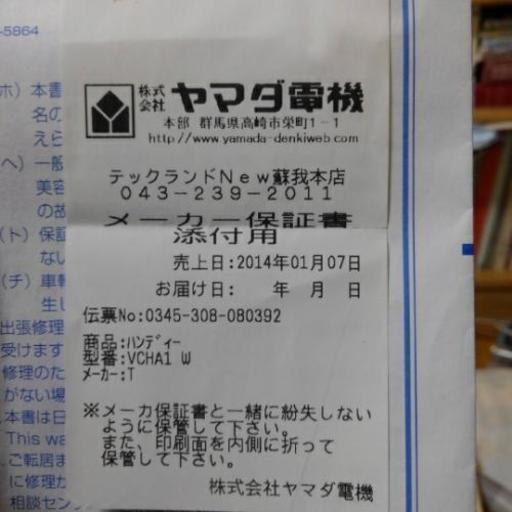 -5864
株式会社 ヤマダ電機
本部 群馬県高崎市栄町1-1
http://www.yamada-denkiweb.com
テックランドNew蘇我本店
043-239-2011
メーカー保証書
添付用
売上日:2014年01月07日
お届け日: 年 月 日
伝票No:0345-308-080392
商品:ハンディー
型番:VCHA1 W
メーカー:T
※メーカ保証書と一緒に紛失しない
ように保管して下さい。
また、印刷面を内側に折って
保管して下さい。
株式会社ヤマダ電機
ホ）本書
名の
えら
（ヘ）一般
美容
の故
（ト）保証
ない
（チ）車輌
生し
出張修理
受けます
修理のた
がない場
本書は日
This wa
ご転居ま
に修理か
相談セン